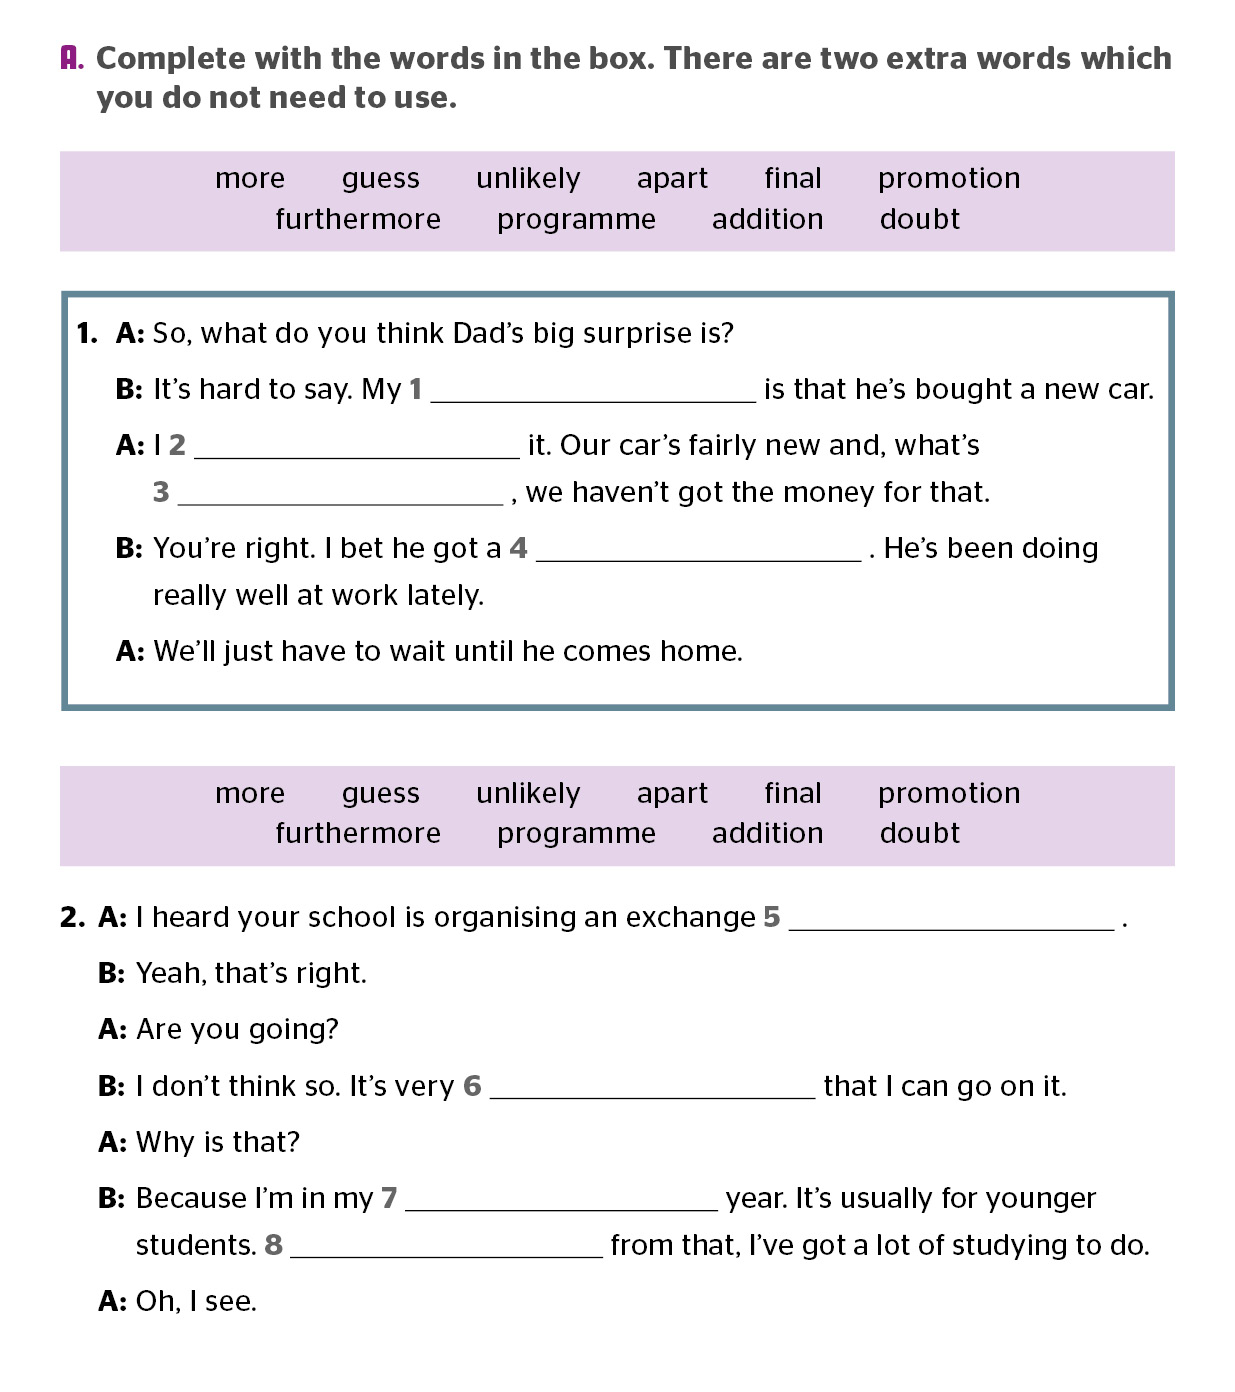 A. Complete with the words in the box. There are two extra words which
you do not need to use.
more guess unlikely apart final promotion
furthermore programme addition doubt
1. A: So, what do you think Dad's big surprise is?
B: It's hard to say. My 1 ____________________ is that he's bought a new car.
A: I 2 ____________________ it. Our car's fairly new and, what's
3 ____________________ , we haven't got the money for that.
B: You're right. I bet he got a 4 ____________________ . He's been doing
really well at work lately.
A: We'll just have to wait until he comes home.
more guess unlikely apart final promotion
furthermore programme addition doubt
2. A: I heard your school is organising an exchange 5 ____________________ .
B: Yeah, that's right.
A: Are you going?
B: I don't think so. It's very 6 ____________________ that I can go on it.
A: Why is that?
B: Because I'm in my 7 ____________________ year. It's usually for younger
students. 8 ____________________ from that, I've got a lot of studying to do.
A: Oh, I see.